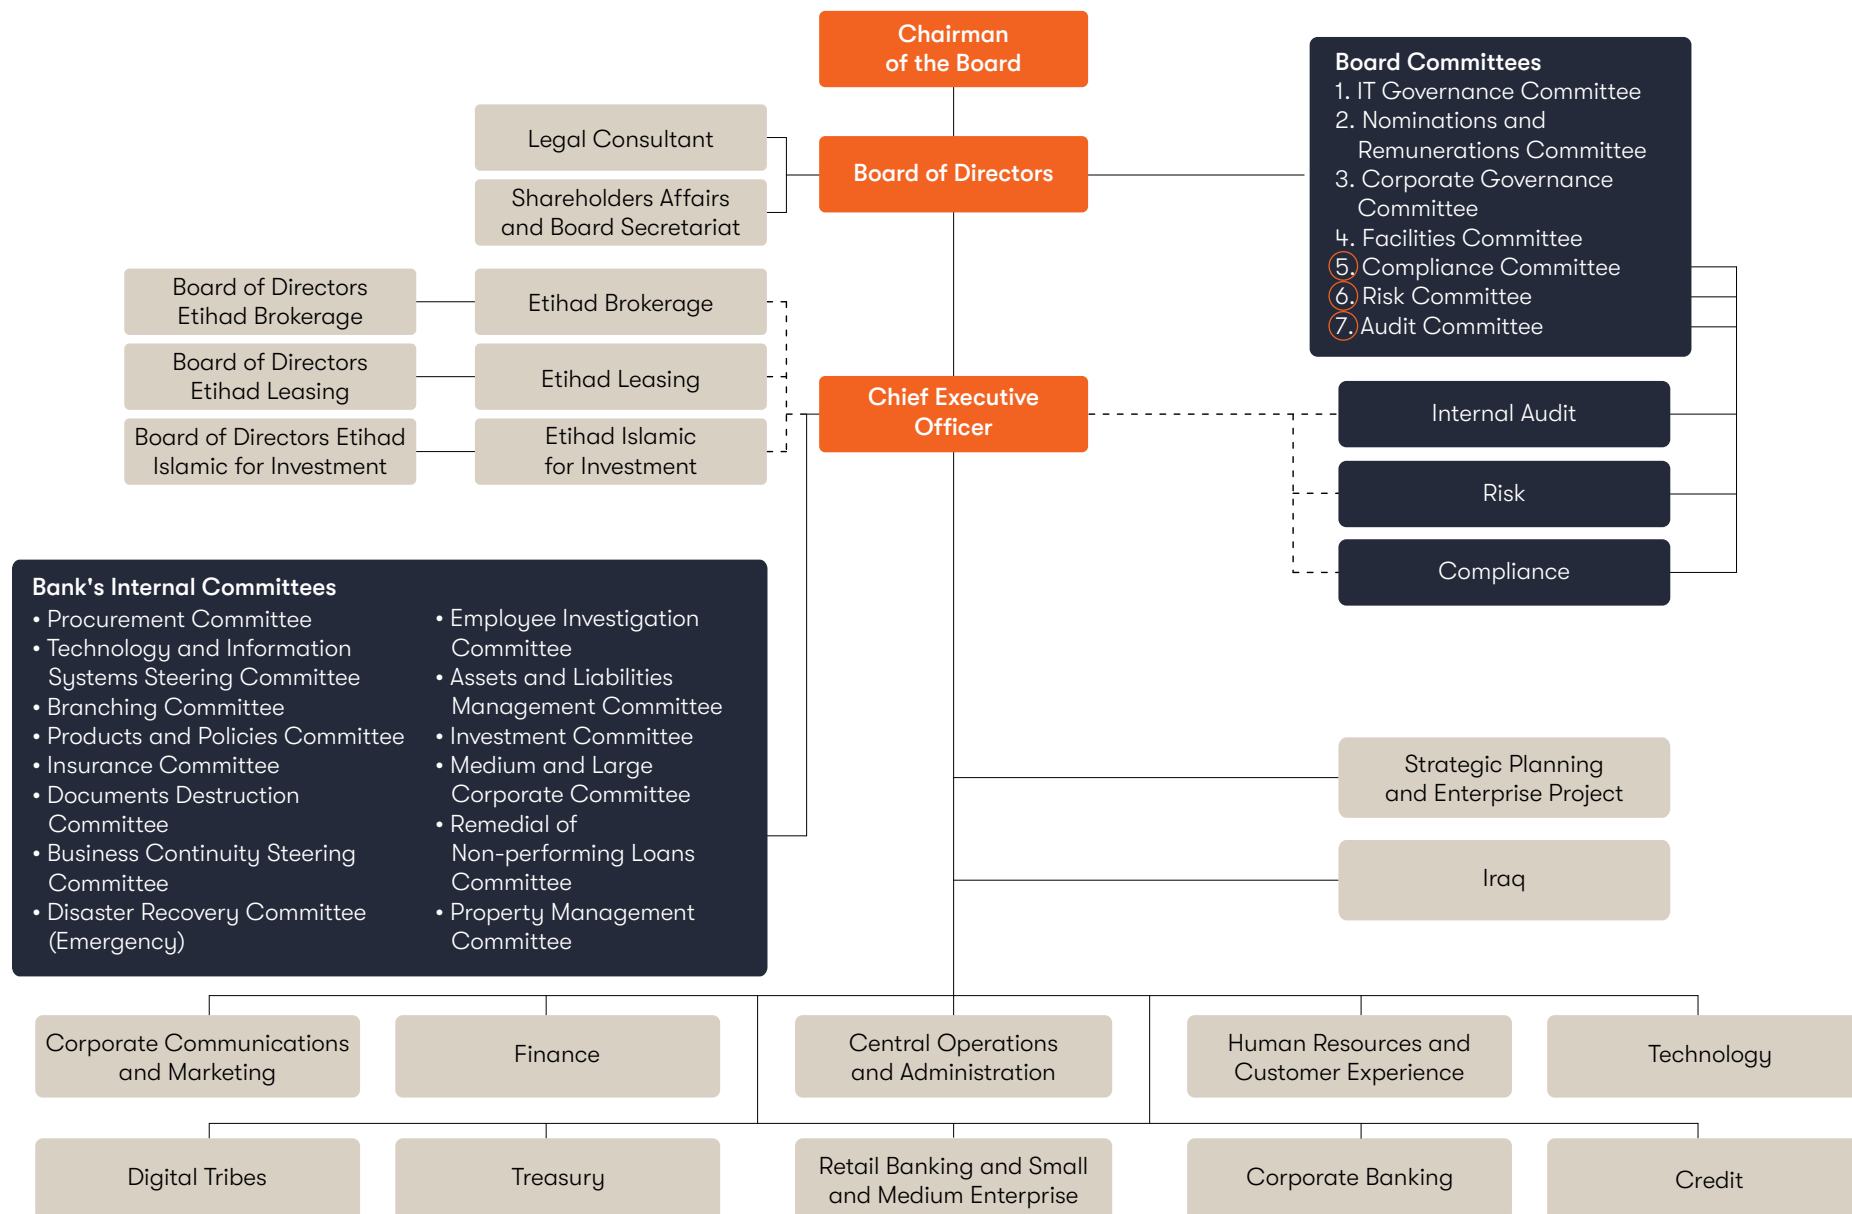 Chairman
of the Board
Board Committees
1. IT Governance Committee
2. Nominations and
Remunerations Committee
3. Corporate Governance
Committee
4. Facilities Committee
5. Compliance Committee
6. Risk Committee
7. Audit Committee
Legal Consultant
Board of Directors
Shareholders Affairs
and Board Secretariat
Board of Directors
Etihad Brokerage
Etihad Brokerage
Board of Directors
Etihad Leasing
Etihad Leasing
Board of Directors Etihad
Islamic for Investment
Etihad Islamic
for Investment
Chief Executive
Officer
Internal Audit
Risk
Compliance
Bank's Internal Committees
• Procurement Committee
• Technology and Information
Systems Steering Committee
• Branching Committee
• Products and Policies Committee
• Insurance Committee
• Documents Destruction
Committee
• Business Continuity Steering
Committee
• Disaster Recovery Committee
(Emergency)
• Employee Investigation
Committee
• Assets and Liabilities
Management Committee
• Investment Committee
• Medium and Large
Corporate Committee
• Remedial of
Non-performing Loans
Committee
• Property Management
Committee
Strategic Planning
and Enterprise Project
Iraq
Corporate Communications
and Marketing
Finance
Central Operations
and Administration
Human Resources and
Customer Experience
Technology
Digital Tribes
Treasury
Retail Banking and Small
and Medium Enterprise
Corporate Banking
Credit